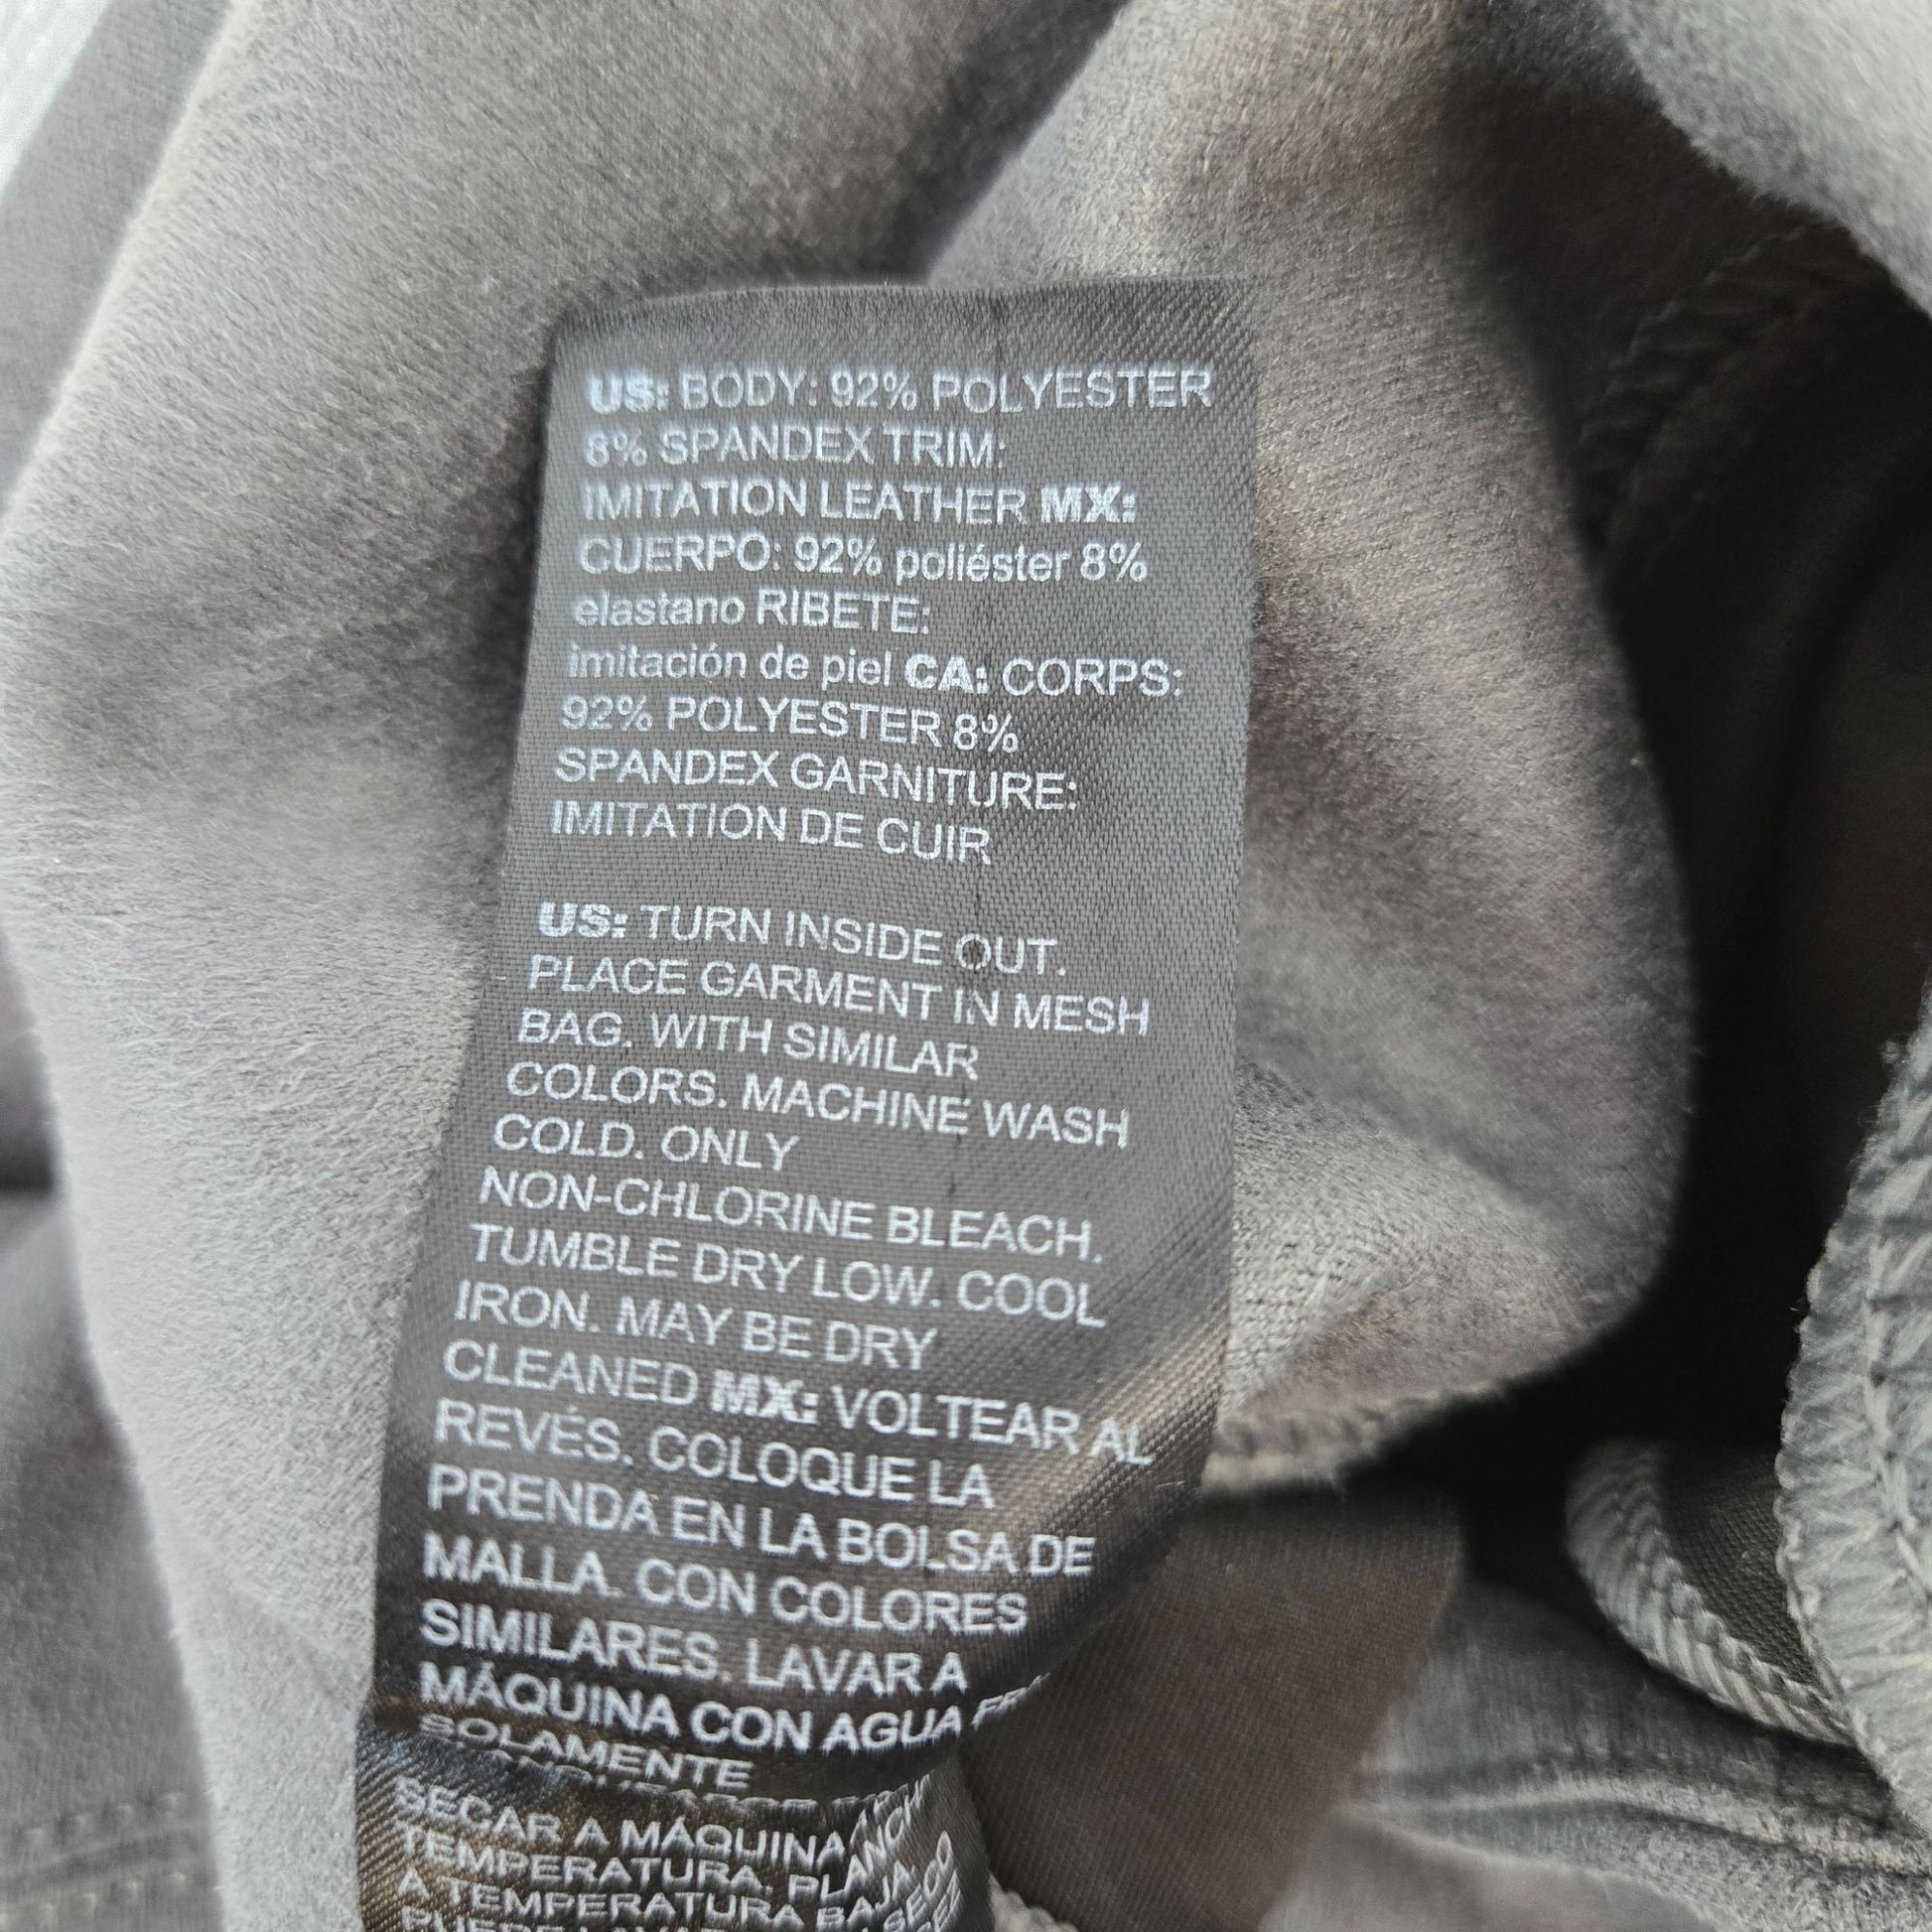 US: BODY: 92% POLYESTER
8% SPANDEX TRIM:
IMITATION LEATHER MX:
CUERPO: 92% poliéster 8%
elastano RIBETE:
imitación de piel CA: CORPS:
92% POLYESTER 8%
SPANDEX GARNITURE:
IMITATION DE CUIR
US: TURN INSIDE OUT.
PLACE GARMENT IN MESH
BAG. WITH SIMILAR
COLORS. MACHINE WASH
COLD. ONLY
NON-CHLORINE BLEACH.
TUMBLE DRY LOW. COOL
IRON. MAY BE DRY
CLEANED MX: VOLTEAR AL
REVÉS. COLOQUE LA
PRENDA EN LA BOLSA DE
MALLA. CON COLORES
SIMILARES. LAVAR A
MÁQUINA CON AGUA
SOLAMENTE
SECAR A MÁQUINA
TEMPERATURA.
A TEMPERATURA BAJA.